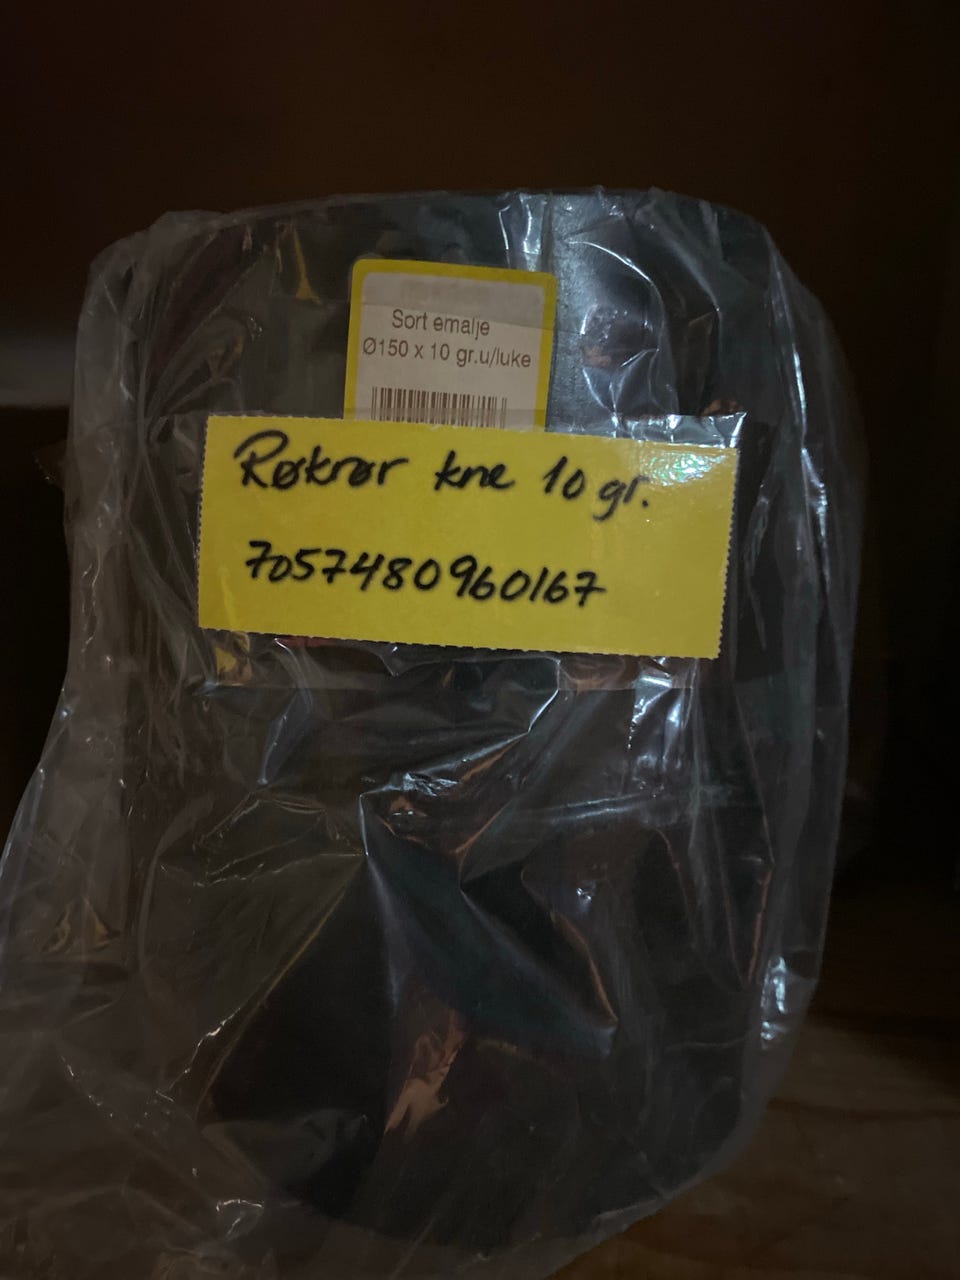 Sort emalje
Ø150 x 10 gr.u/luke
Røkrør kne 10 gr.
7057480960167